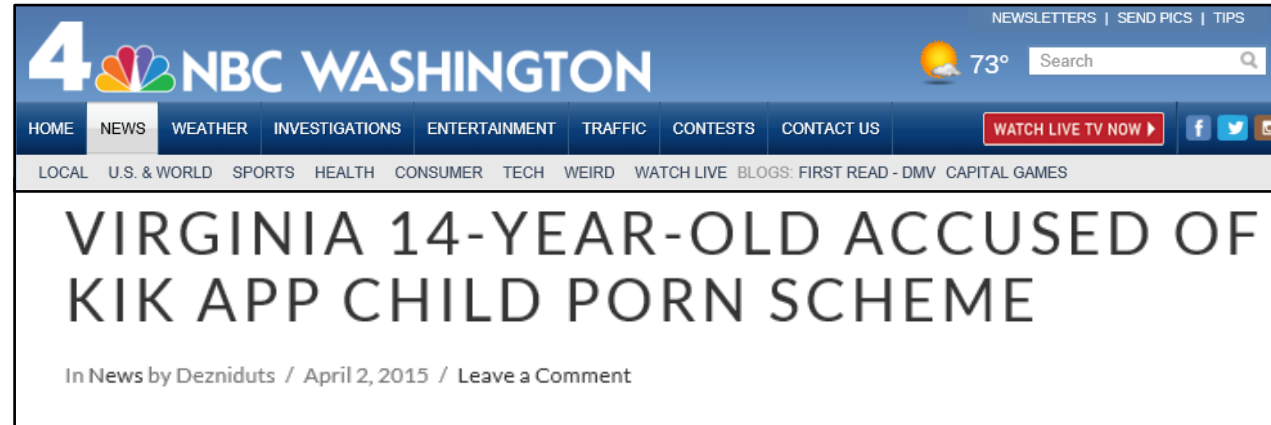 NEWSLETTERS | SEND PICS | TIPS
4 NBC WASHINGTON
73° Search
HOME NEWS WEATHER INVESTIGATIONS ENTERTAINMENT TRAFFIC CONTESTS CONTACT US WATCH LIVE TV NOW
LOCAL U.S. & WORLD SPORTS HEALTH CONSUMER TECH WEIRD WATCH LIVE BLOGS: FIRST READ - DMV CAPITAL GAMES
VIRGINIA 14-YEAR-OLD ACCUSED OF
KIK APP CHILD PORN SCHEME
In News by Dezniduts / April 2, 2015 / Leave a Comment